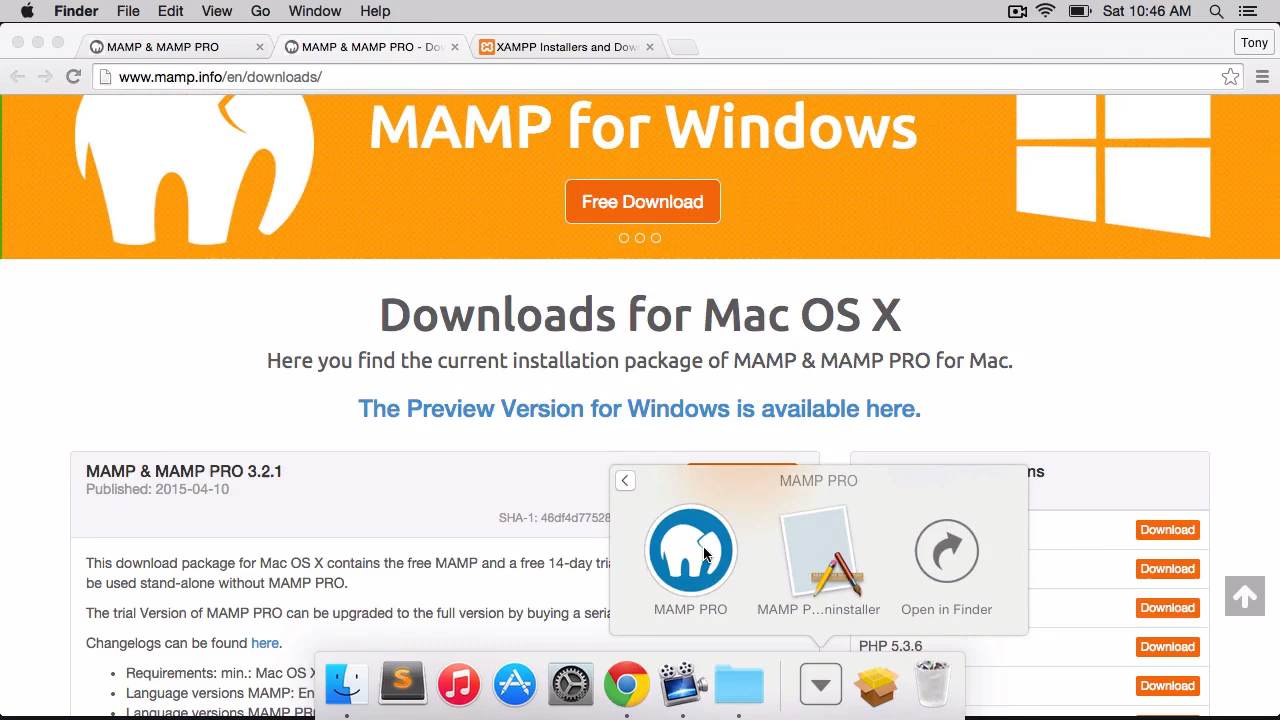 Finder File Edit View Go Window Help Sat 10:46 AM
MAMP & MAMP PRO
MAMP & MAMP PRO - Dov
XAMPP Installers and Dow
Tony
www.mamp.info/en/downloads/
MAMP for Windows
Free Download
Downloads for Mac OS X
Here you find the current installation package of MAMP & MAMP PRO for Mac.
The Preview Version for Windows is available here.
MAMP & MAMP PRO 3.2.1
Published: 2015-04-10
SHA-1: 46df4d77528
This download package for Mac OS X contains the free MAMP and a free 14-day tria
be used stand-alone without MAMP PRO.
The trial Version of MAMP PRO can be upgraded to the full version by buying a seria
Changelogs can be found here.
• Requirements: min.: Mac OS X
• Language versions MAMP: En
• Language versions MAMP PR
MAMP PRO
MAMP PRO
MAMP P...ninstaller
Open in Finder
ns
Download
Download
Download
PHP 5.3.6 Download
Download